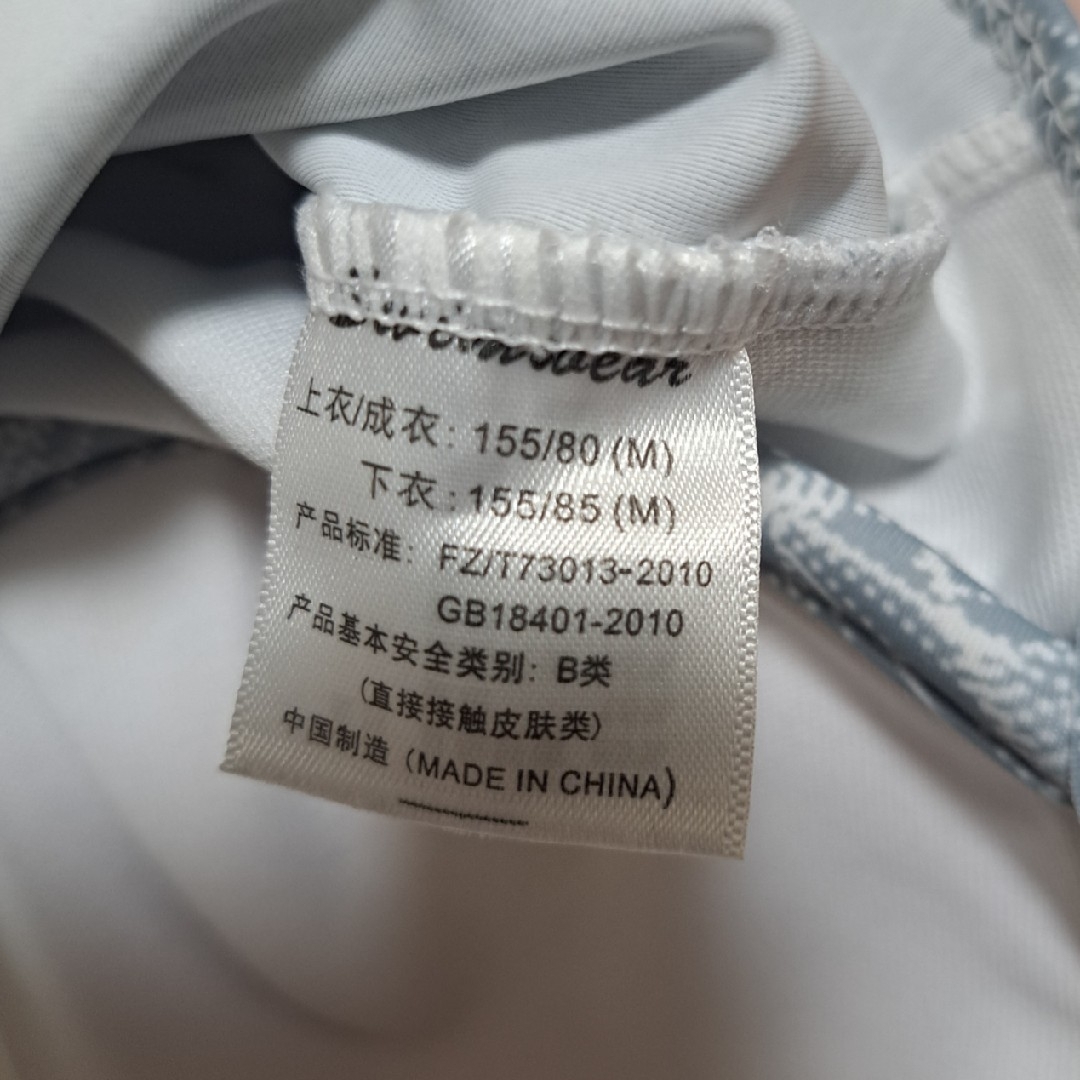 Swimwear
上衣/成衣: 155/80 (M)
下衣: 155/85 (M)
产品标准: FZ/T73013-2010
GB18401-2010
产品基本安全类别: B类
(直接接触皮肤类)
中国制造 (MADE IN CHINA)